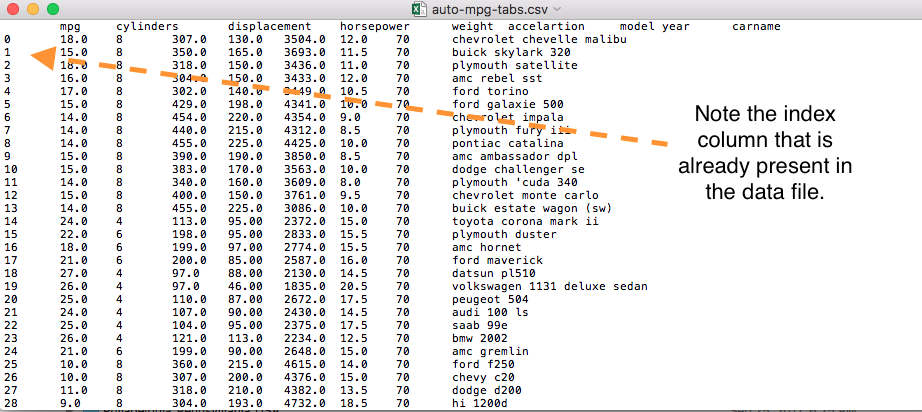 auto-mpg-tabs.csv
mpg cylinders displacement horsepower weight accelartion model year carname
0 18.0 8 307.0 130.0 3504.0 12.0 70 chevrolet chevelle malibu
1 15.0 8 350.0 165.0 3693.0 11.5 70 buick skylark 320
2 18.0 8 318.0 150.0 3436.0 11.0 70 plymouth satellite
3 16.0 8 304.0 150.0 3433.0 12.0 70 amc rebel sst
4 17.0 8 302.0 140.0 3449.0 10.5 70 ford torino
5 15.0 8 429.0 198.0 4341.0 10.0 70 ford galaxie 500
6 14.0 8 454.0 220.0 4354.0 9.0 70 chevrolet impala
7 14.0 8 440.0 215.0 4312.0 8.5 70 plymouth fury iii
8 14.0 8 455.0 225.0 4425.0 10.0 70 pontiac catalina
9 15.0 8 390.0 190.0 3850.0 8.5 70 amc ambassador dpl
10 15.0 8 383.0 170.0 3563.0 10.0 70 dodge challenger se
11 14.0 8 340.0 160.0 3609.0 8.0 70 plymouth 'cuda 340
12 15.0 8 400.0 150.0 3761.0 9.5 70 chevrolet monte carlo
13 14.0 8 455.0 225.0 3086.0 10.0 70 buick estate wagon (sw)
14 24.0 4 113.0 95.00 2372.0 15.0 70 toyota corona mark ii
15 22.0 6 198.0 95.00 2833.0 15.5 70 plymouth duster
16 18.0 6 199.0 97.00 2774.0 15.5 70 amc hornet
17 21.0 6 200.0 85.00 2587.0 16.0 70 ford maverick
18 27.0 4 97.0 88.00 2130.0 14.5 70 datsun pl510
19 26.0 4 97.0 46.00 1835.0 20.5 70 volkswagen 1131 deluxe sedan
20 25.0 4 110.0 87.00 2672.0 17.5 70 peugeot 504
21 24.0 4 107.0 90.00 2430.0 14.5 70 audi 100 ls
22 25.0 4 104.0 95.00 2375.0 17.5 70 saab 99e
23 26.0 4 121.0 113.0 2234.0 12.5 70 bmw 2002
24 21.0 6 199.0 90.00 2648.0 15.0 70 amc gremlin
25 10.0 8 360.0 215.0 4615.0 14.0 70 ford f250
26 10.0 8 307.0 200.0 4376.0 15.0 70 chevy c20
27 11.0 8 318.0 210.0 4382.0 13.5 70 dodge d200
28 9.0 8 304.0 193.0 4732.0 18.5 70 hi 1200d
Note the index
column that is
already present in
the data file.